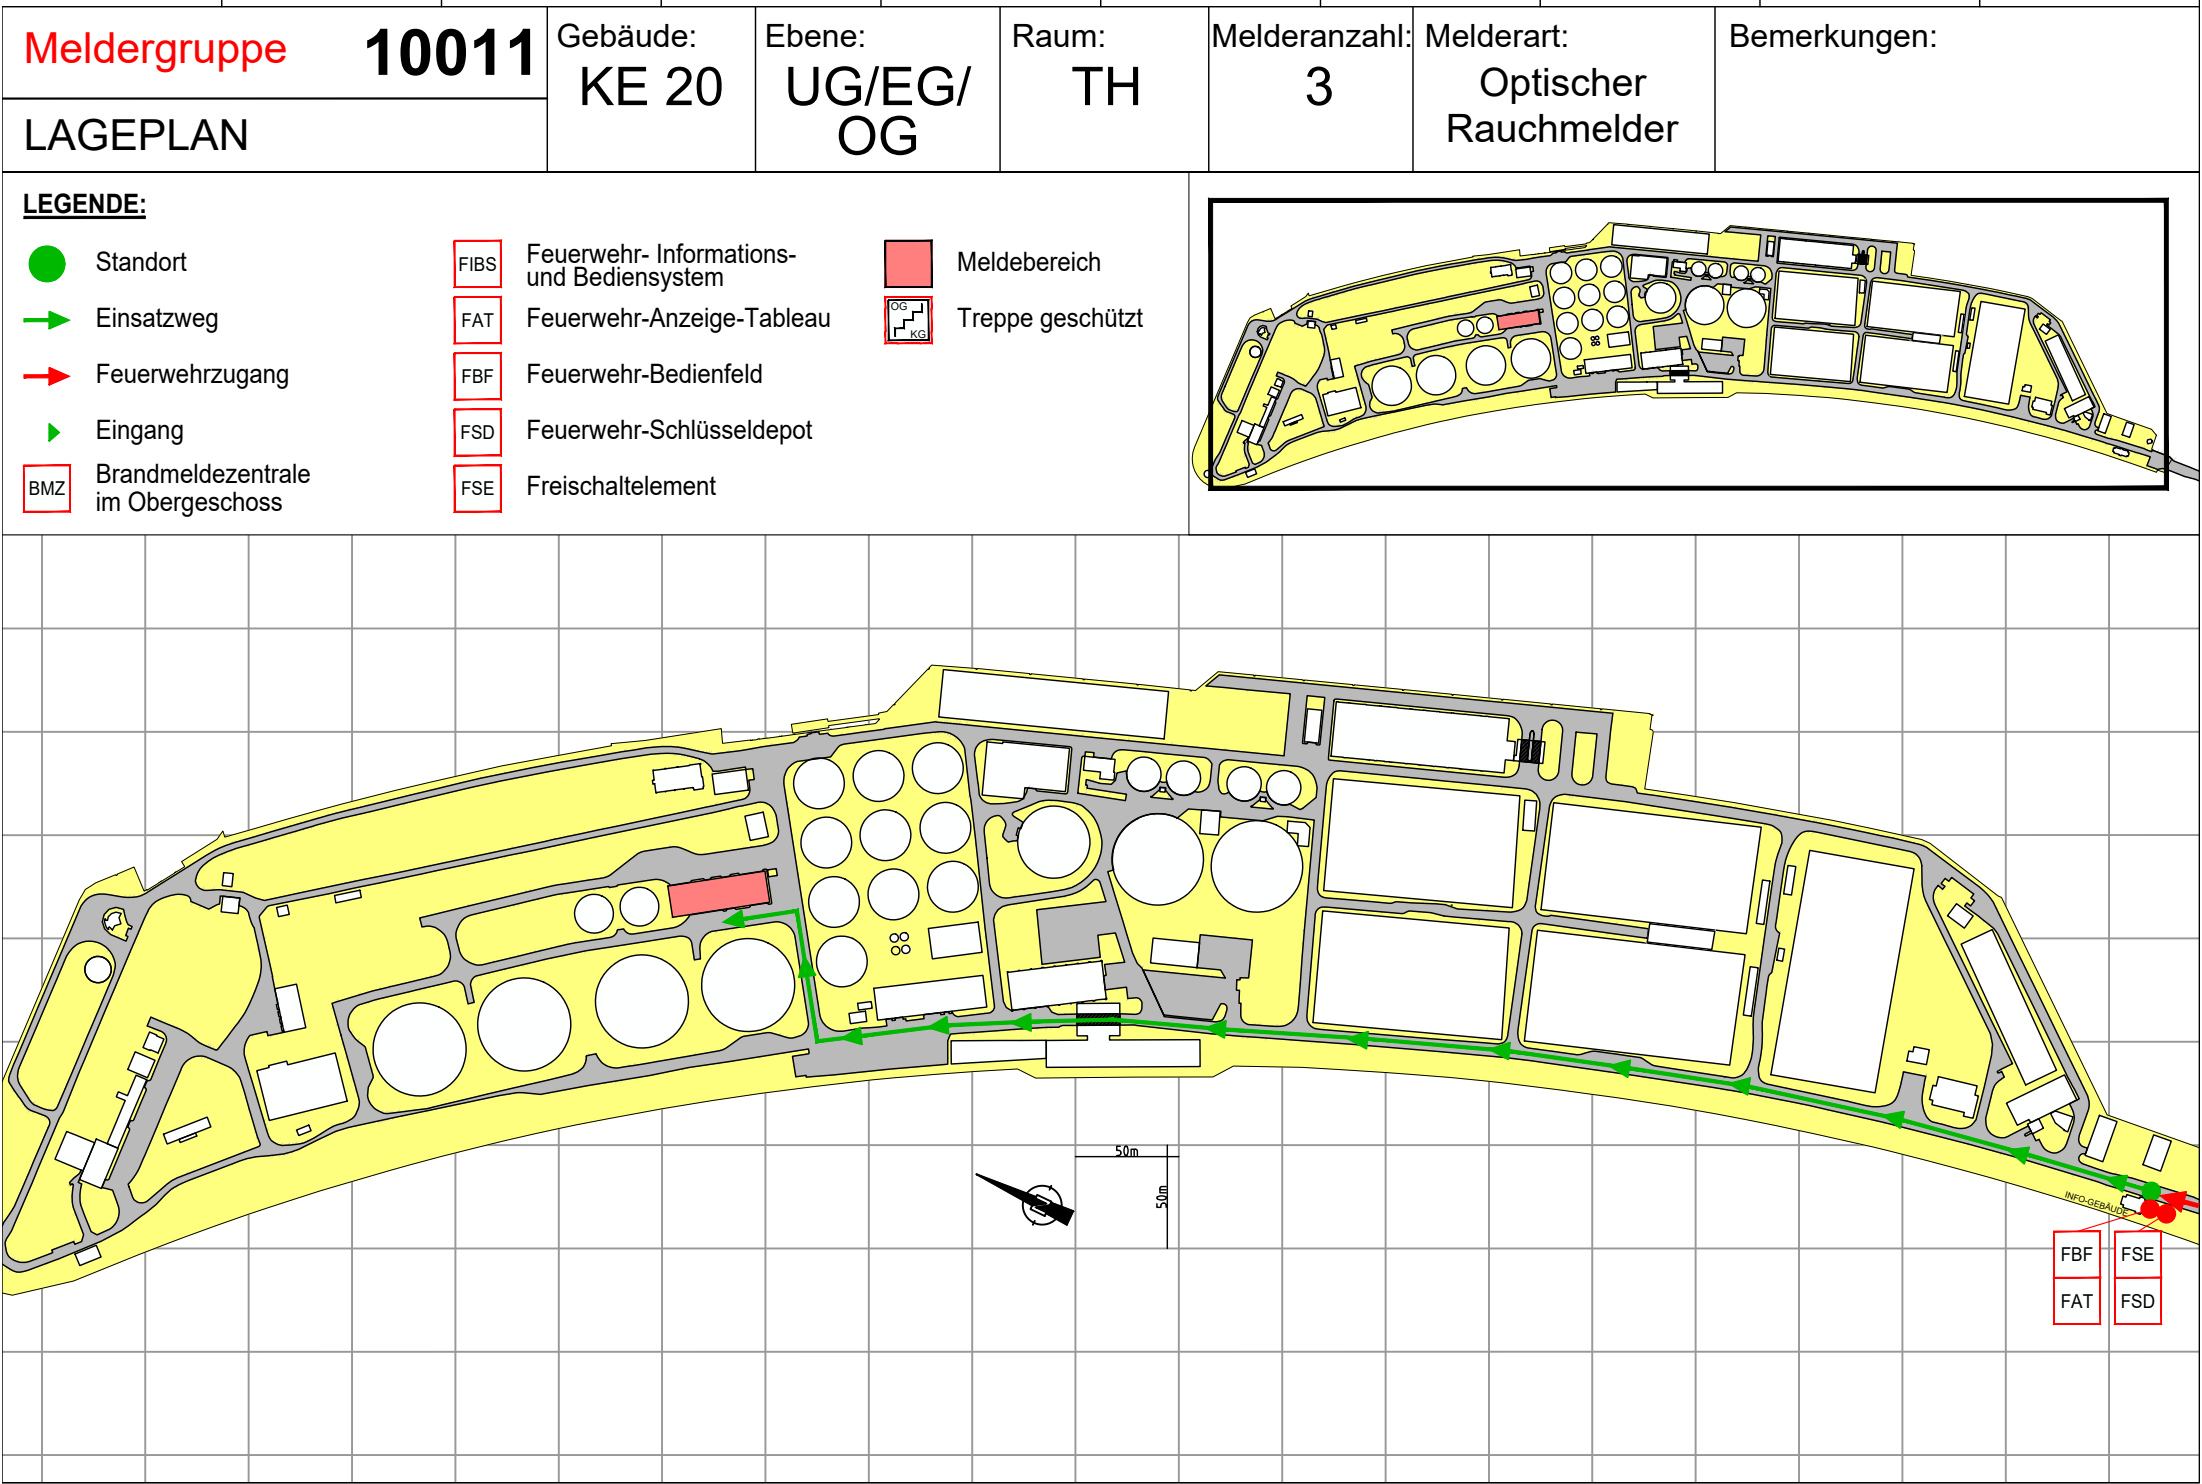 Meldergruppe 10011
LAGEPLAN
Gebäude:
KE 20
Ebene:
UG/EG/
OG
Raum:
TH
Melderanzahl:
3
Melderart:
Optischer
Rauchmelder
Bemerkungen:
LEGENDE:
Standort
Einsatzweg
Feuerwehrzugang
Eingang
BMZ
Brandmeldezentrale
im Obergeschoss
FIBS
Feuerwehr- Informations-
und Bediensystem
FAT
Feuerwehr-Anzeige-Tableau
FBF
Feuerwehr-Bedienfeld
FSD
Feuerwehr-Schlüsseldepot
FSE
Freischaltelement
Meldebereich
OG
KG
Treppe geschützt
50m
50m
INFO-GEBÄUDE
FBF
FSE
FAT
FSD